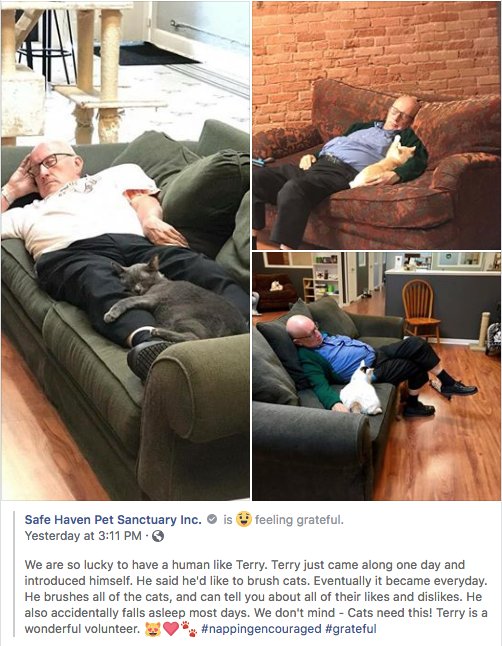 Safe Haven Pet Sanctuary Inc. is 😉 feeling grateful.
Yesterday at 3:11 PM ·
We are so lucky to have a human like Terry. Terry just came along one day and
introduced himself. He said he'd like to brush cats. Eventually it became everyday.
He brushes all of the cats, and can tell you about all of their likes and dislikes. He
also accidentally falls asleep most days. We don't mind - Cats need this! Terry is a
wonderful volunteer. 😻❤️🐾 #nappingencouraged #grateful